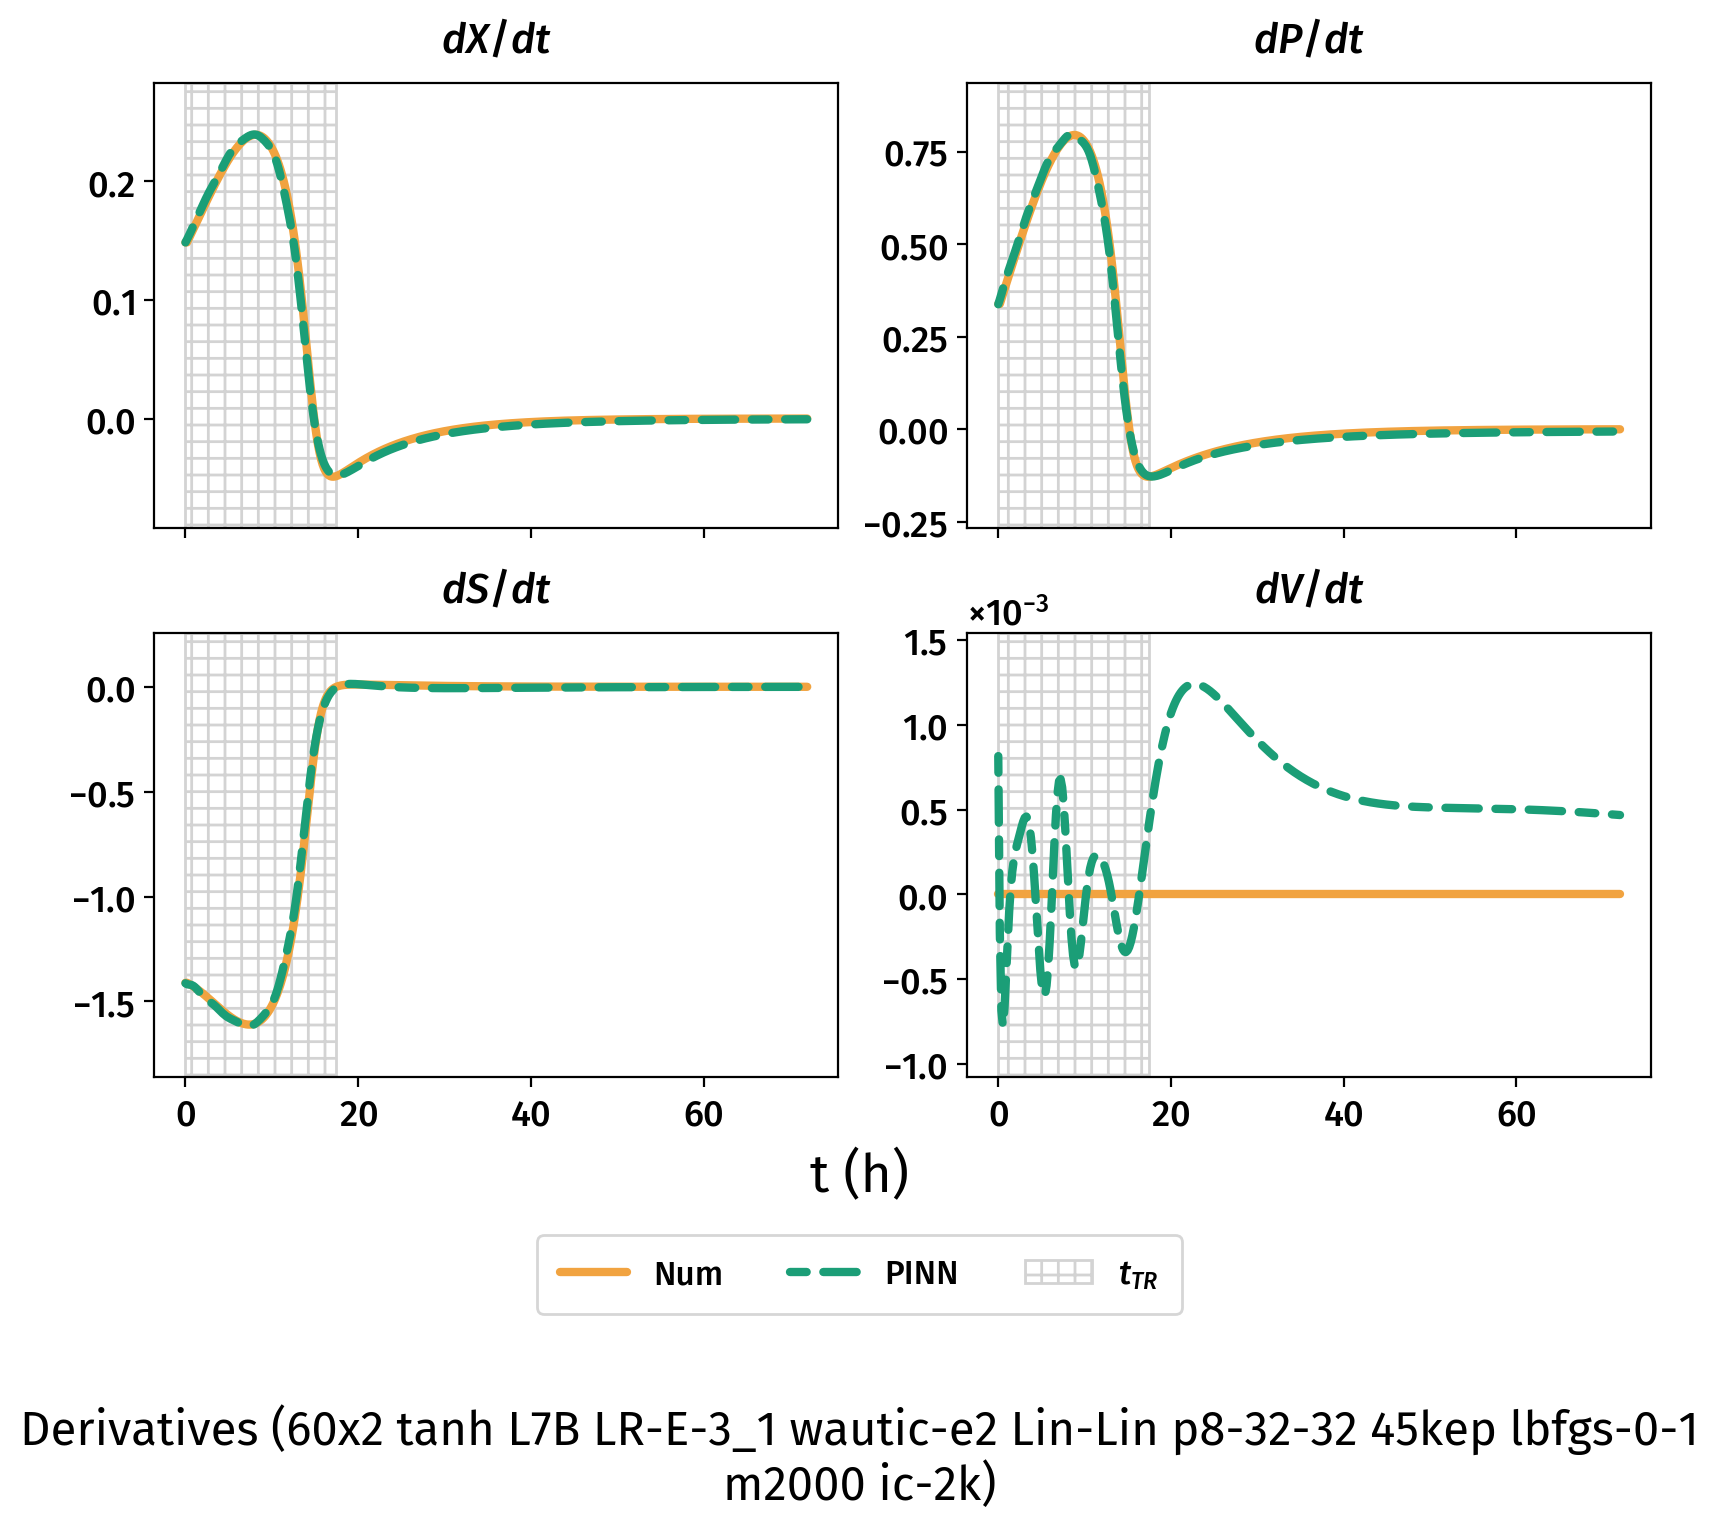 dX/dt
dP/dt
0.2
0.1
0.0
0.75
0.50
0.25
0.00
−0.25
dS/dt
dV/dt
×10⁻³
0.0
−0.5
−1.0
−1.5
1.5
1.0
0.5
0.0
−0.5
−1.0
0 20 40 60
0 20 40 60
t (h)
Num PINN t_TR
Derivatives (60x2 tanh L7B LR-E-3_1 wautic-e2 Lin-Lin p8-32-32 45kep lbfgs-0-1
m2000 ic-2k)